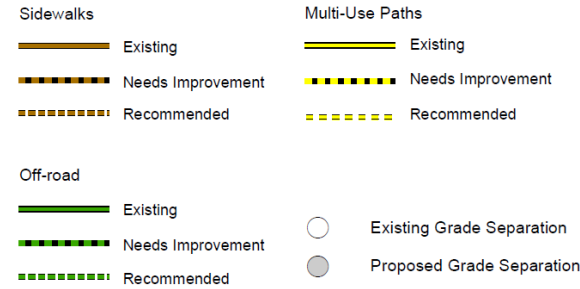 Sidewalks
Existing
Needs Improvement
Recommended
Multi-Use Paths
Existing
Needs Improvement
Recommended
Off-road
Existing
Needs Improvement
Recommended
Existing Grade Separation
Proposed Grade Separation